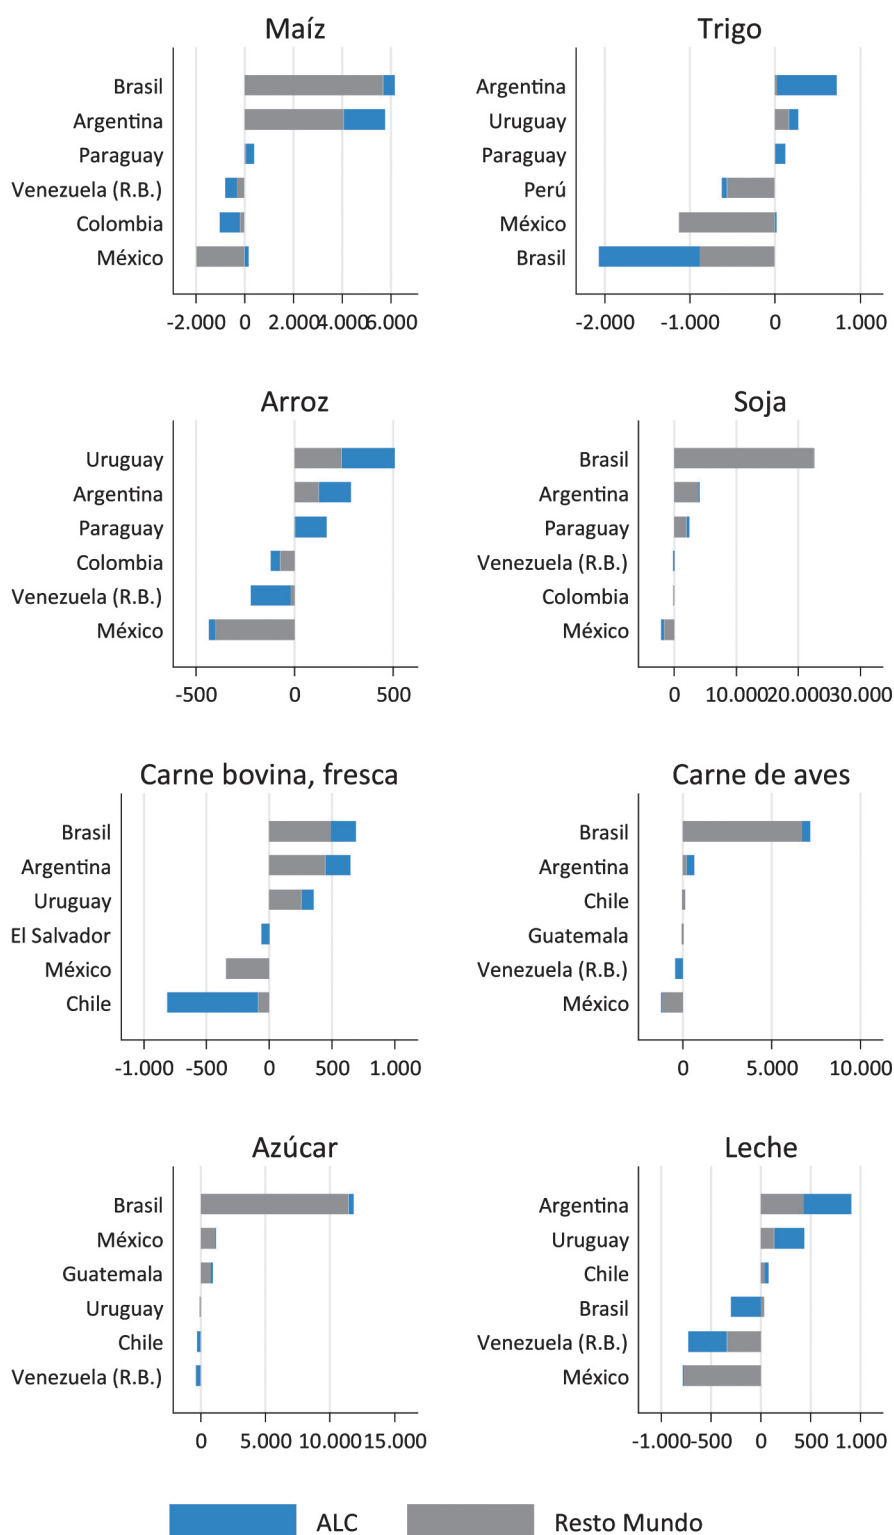 Maíz
Brasil
Argentina
Paraguay
Venezuela (R.B.)
Colombia
México
-2.000 0 2.000 4.000 6.000
Trigo
Argentina
Uruguay
Paraguay
Perú
México
Brasil
-2.000 -1.000 0 1.000
Arroz
Uruguay
Argentina
Paraguay
Colombia
Venezuela (R.B.)
México
-500 0 500
Soja
Brasil
Argentina
Paraguay
Venezuela (R.B.)
Colombia
México
0 10.000 20.000 30.000
Carne bovina, fresca
Brasil
Argentina
Uruguay
El Salvador
México
Chile
-1.000 -500 0 500 1.000
Carne de aves
Brasil
Argentina
Chile
Guatemala
Venezuela (R.B.)
México
0 5.000 10.000
Azúcar
Brasil
México
Guatemala
Uruguay
Chile
Venezuela (R.B.)
0 5.000 10.000 15.000
Leche
Argentina
Uruguay
Chile
Brasil
Venezuela (R.B.)
México
-1.000 -500 0 500 1.000
ALC Resto Mundo